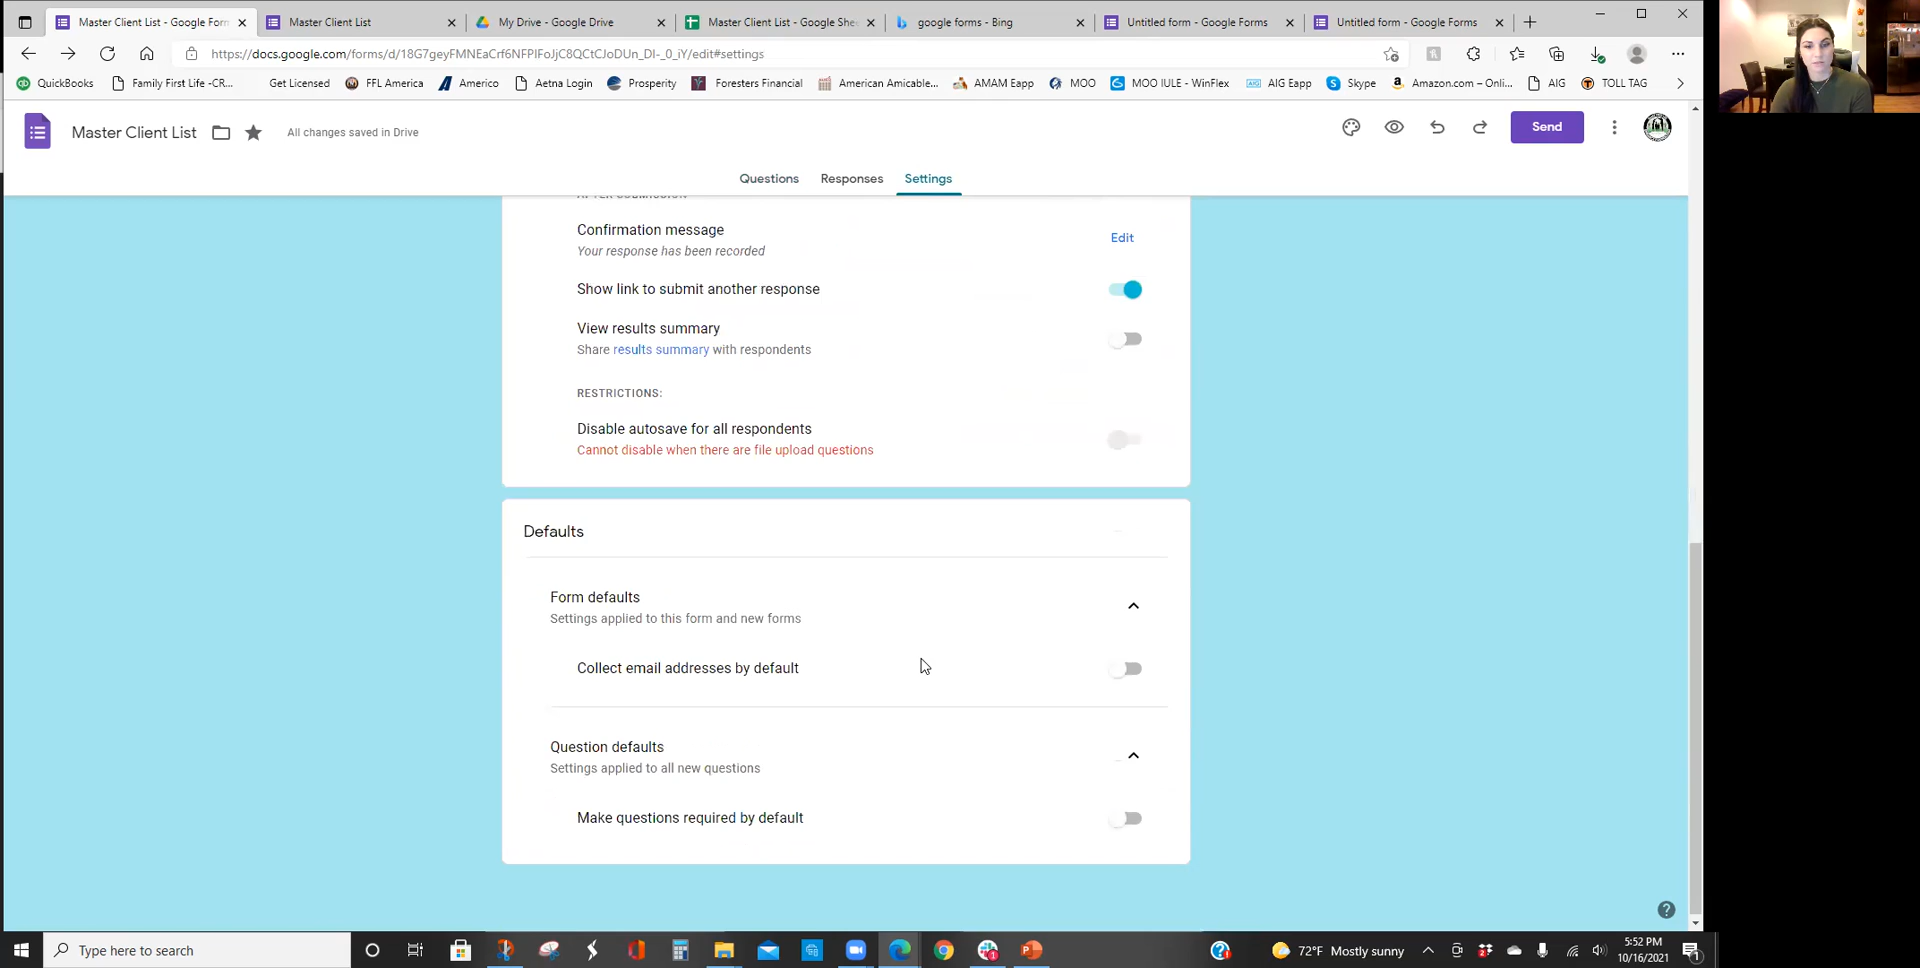 Master Client List - Google Form
Master Client List
My Drive - Google Drive
Master Client List - Google She
google forms - Bing
Untitled form - Google Forms
Untitled form - Google Forms
https://docs.google.com/forms/d/18G7geyFMNEaCrf6NFPIFoJjC8QCtCJoDUn_DI-_0_iY/edit#settings
QuickBooks
Family First Life -CR...
Get Licensed
FFL America
Americo
Aetna Login
Prosperity
Foresters Financial
American Amicable...
AMAM Eapp
MOO
MOO IULE - WinFlex
AIG Eapp
Skype
Amazon.com – Onli...
AIG
TOLL TAG
Master Client List
All changes saved in Drive
Send
Questions
Responses
Settings
AFTER SUBMISSION
Confirmation message
Edit
Your response has been recorded
Show link to submit another response
View results summary
Share results summary with respondents
RESTRICTIONS:
Disable autosave for all respondents
Cannot disable when there are file upload questions
Defaults
Form defaults
Settings applied to this form and new forms
Collect email addresses by default
Question defaults
Settings applied to all new questions
Make questions required by default
Type here to search
72°F Mostly sunny
5:52 PM
10/16/2021